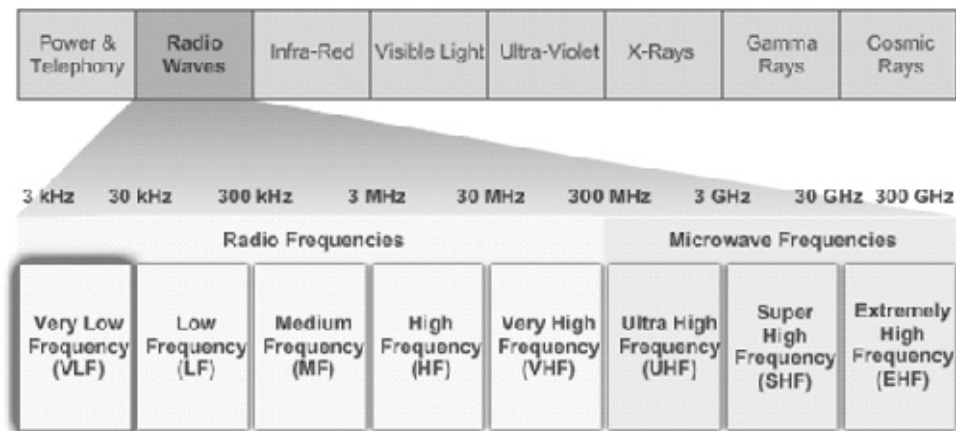 Power & Telephony
Radio Waves
Infra-Red
Visible Light
Ultra-Violet
X-Rays
Gamma Rays
Cosmic Rays
3 kHz 30 kHz 300 kHz 3 MHz 30 MHz 300 MHz 3 GHz 30 GHz 300 GHz
Radio Frequencies
Microwave Frequencies
Very Low
Frequency
(VLF)
Low
Frequency
(LF)
Medium
Frequency
(MF)
High
Frequency
(HF)
Very High
Frequency
(VHF)
Ultra High
Frequency
(UHF)
Super
High
Frequency
(SHF)
Extremely
High
Frequency
(EHF)